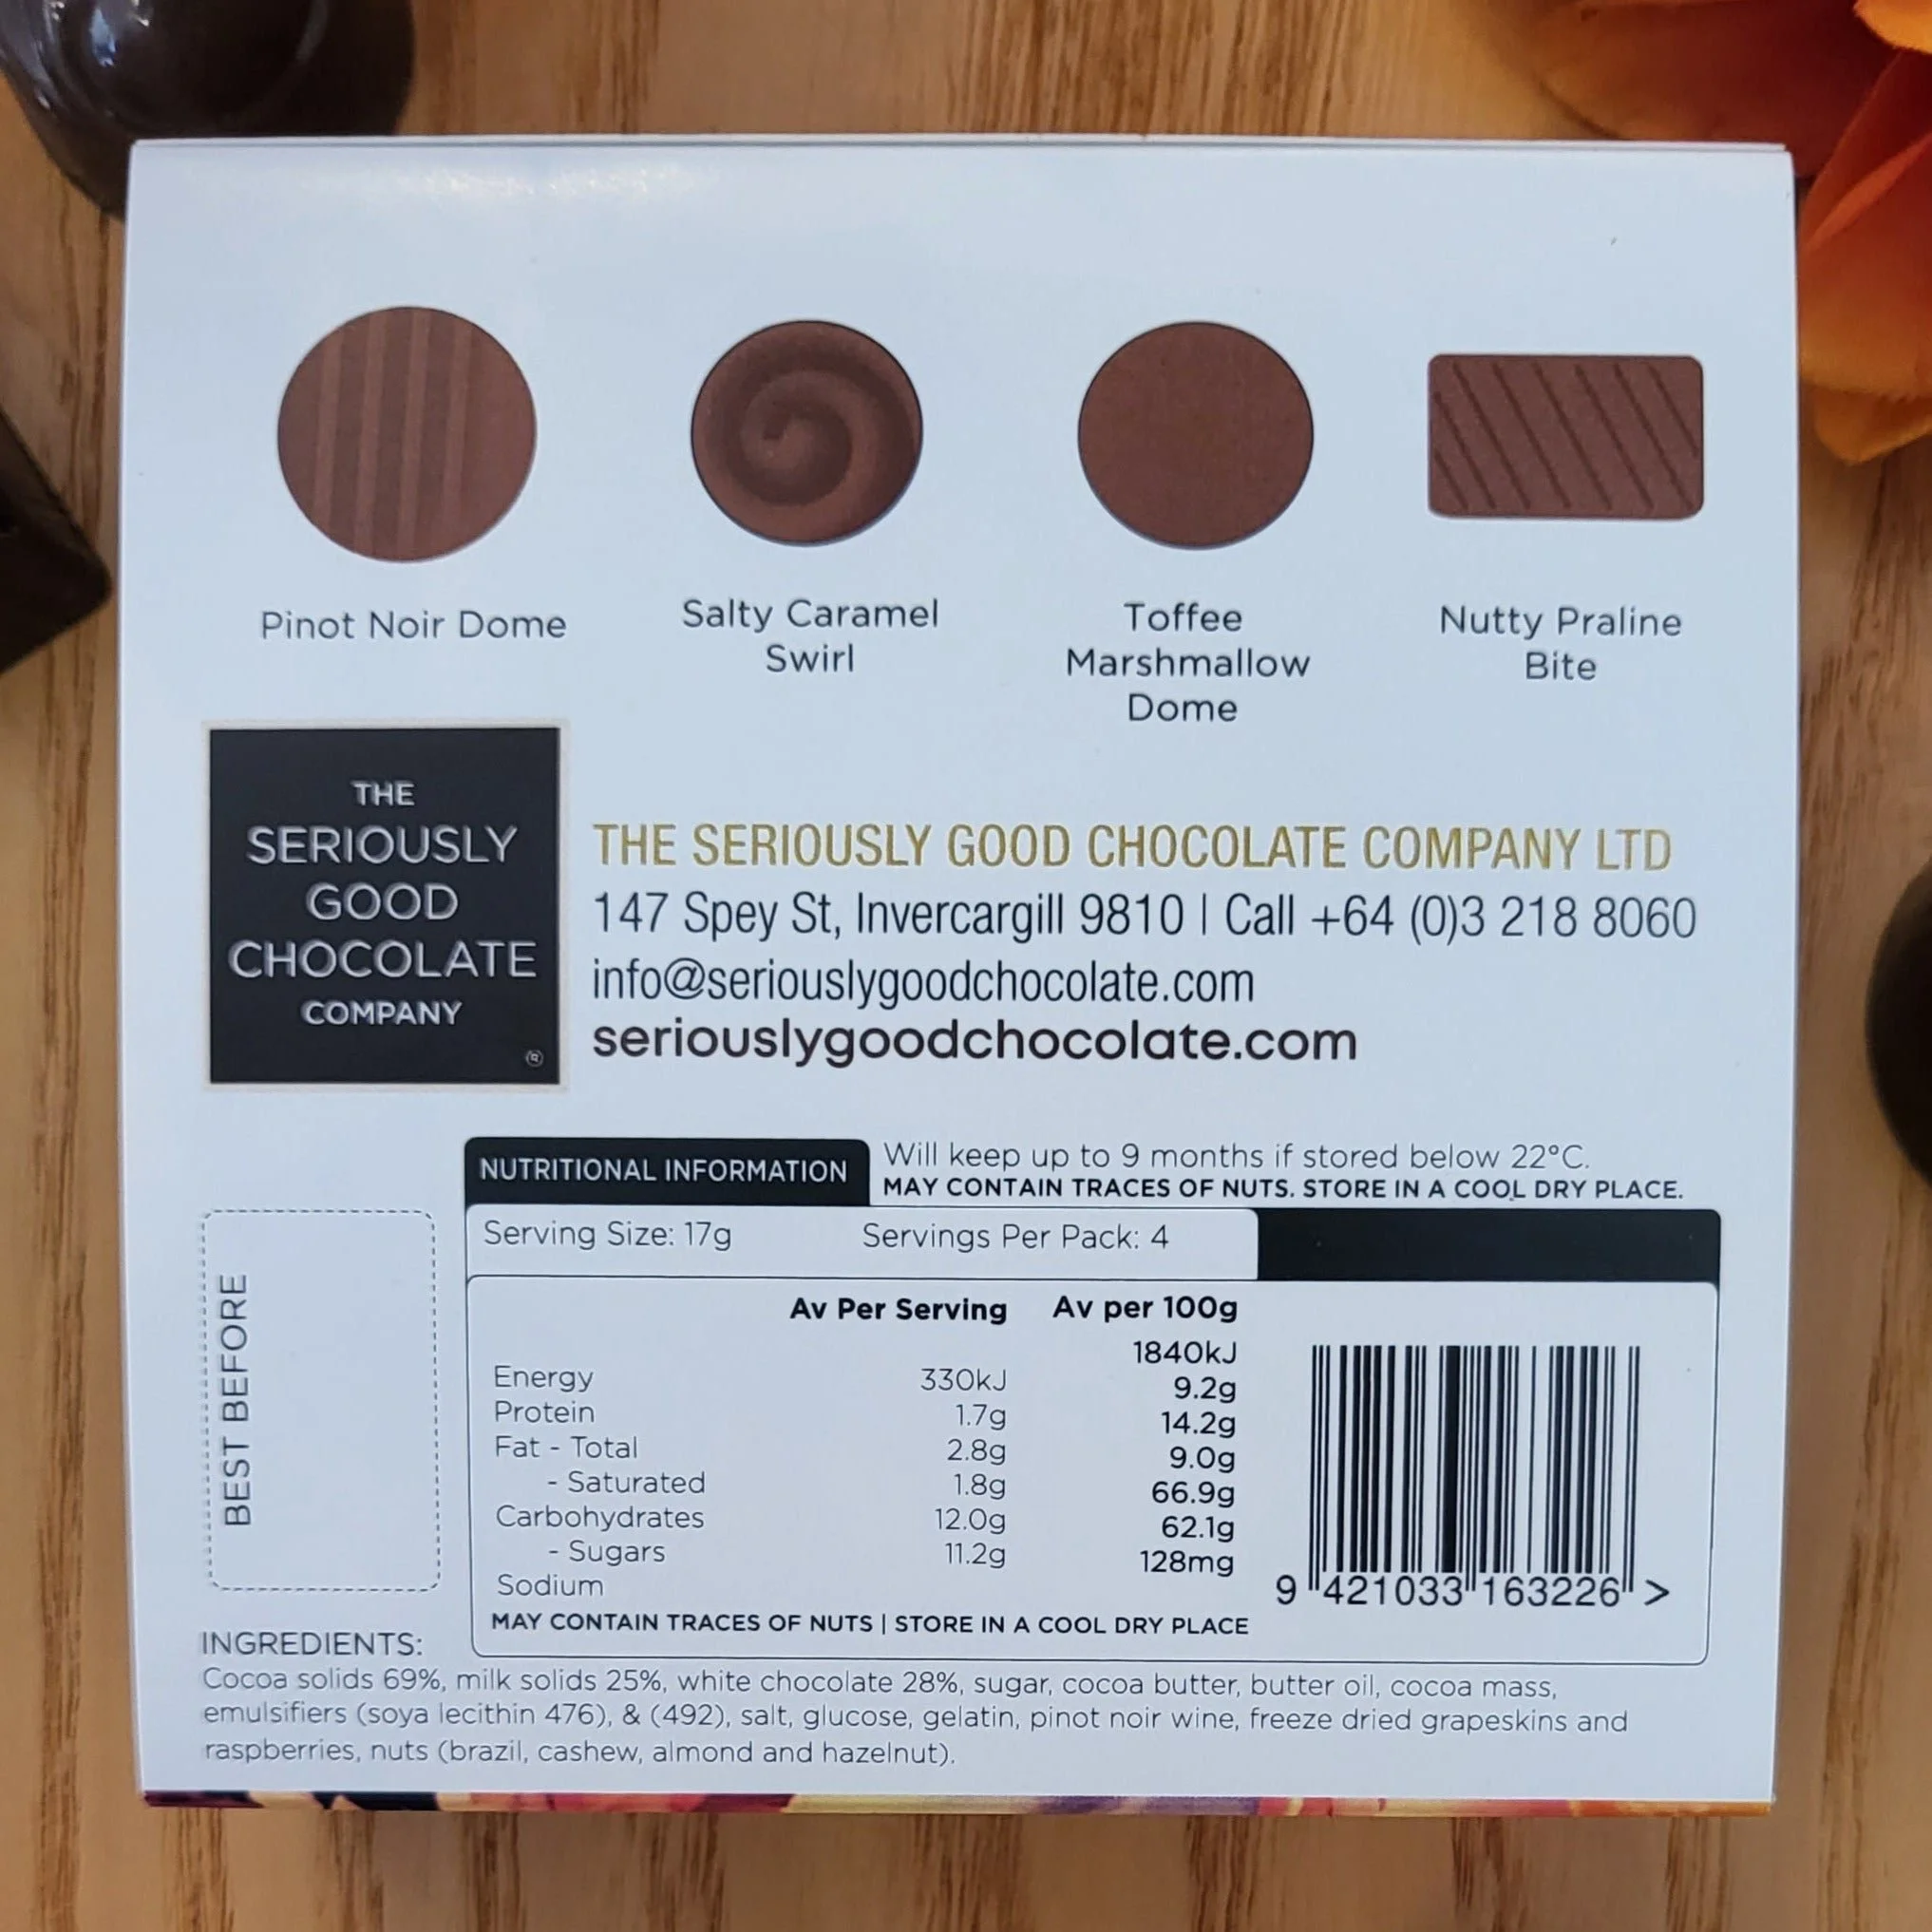 Pinot Noir Dome
Salty Caramel
Swirl
Toffee
Marshmallow
Dome
Nutty Praline
Bite
THE
SERIOUSLY
GOOD
CHOCOLATE
COMPANY
®
THE SERIOUSLY GOOD CHOCOLATE COMPANY LTD
147 Spey St, Invercargill 9810 | Call +64 (0)3 218 8060
info@seriouslygoodchocolate.com
seriouslygoodchocolate.com
NUTRITIONAL INFORMATION
Will keep up to 9 months if stored below 22°C.
MAY CONTAIN TRACES OF NUTS. STORE IN A COOL DRY PLACE.
Serving Size: 17g Servings Per Pack: 4
Av Per Serving Av per 100g
1840kJ
Energy 330kJ 9.2g
Protein 1.7g 14.2g
Fat - Total 2.8g 9.0g
- Saturated 1.8g 66.9g
Carbohydrates 12.0g 62.1g
- Sugars 11.2g 128mg
Sodium
MAY CONTAIN TRACES OF NUTS | STORE IN A COOL DRY PLACE
9 421033 163226 >
BEST BEFORE
INGREDIENTS:
Cocoa solids 69%, milk solids 25%, white chocolate 28%, sugar, cocoa butter, butter oil, cocoa mass,
emulsifiers (soya lecithin 476), & (492), salt, glucose, gelatin, pinot noir wine, freeze dried grapeskins and
raspberries, nuts (brazil, cashew, almond and hazelnut).